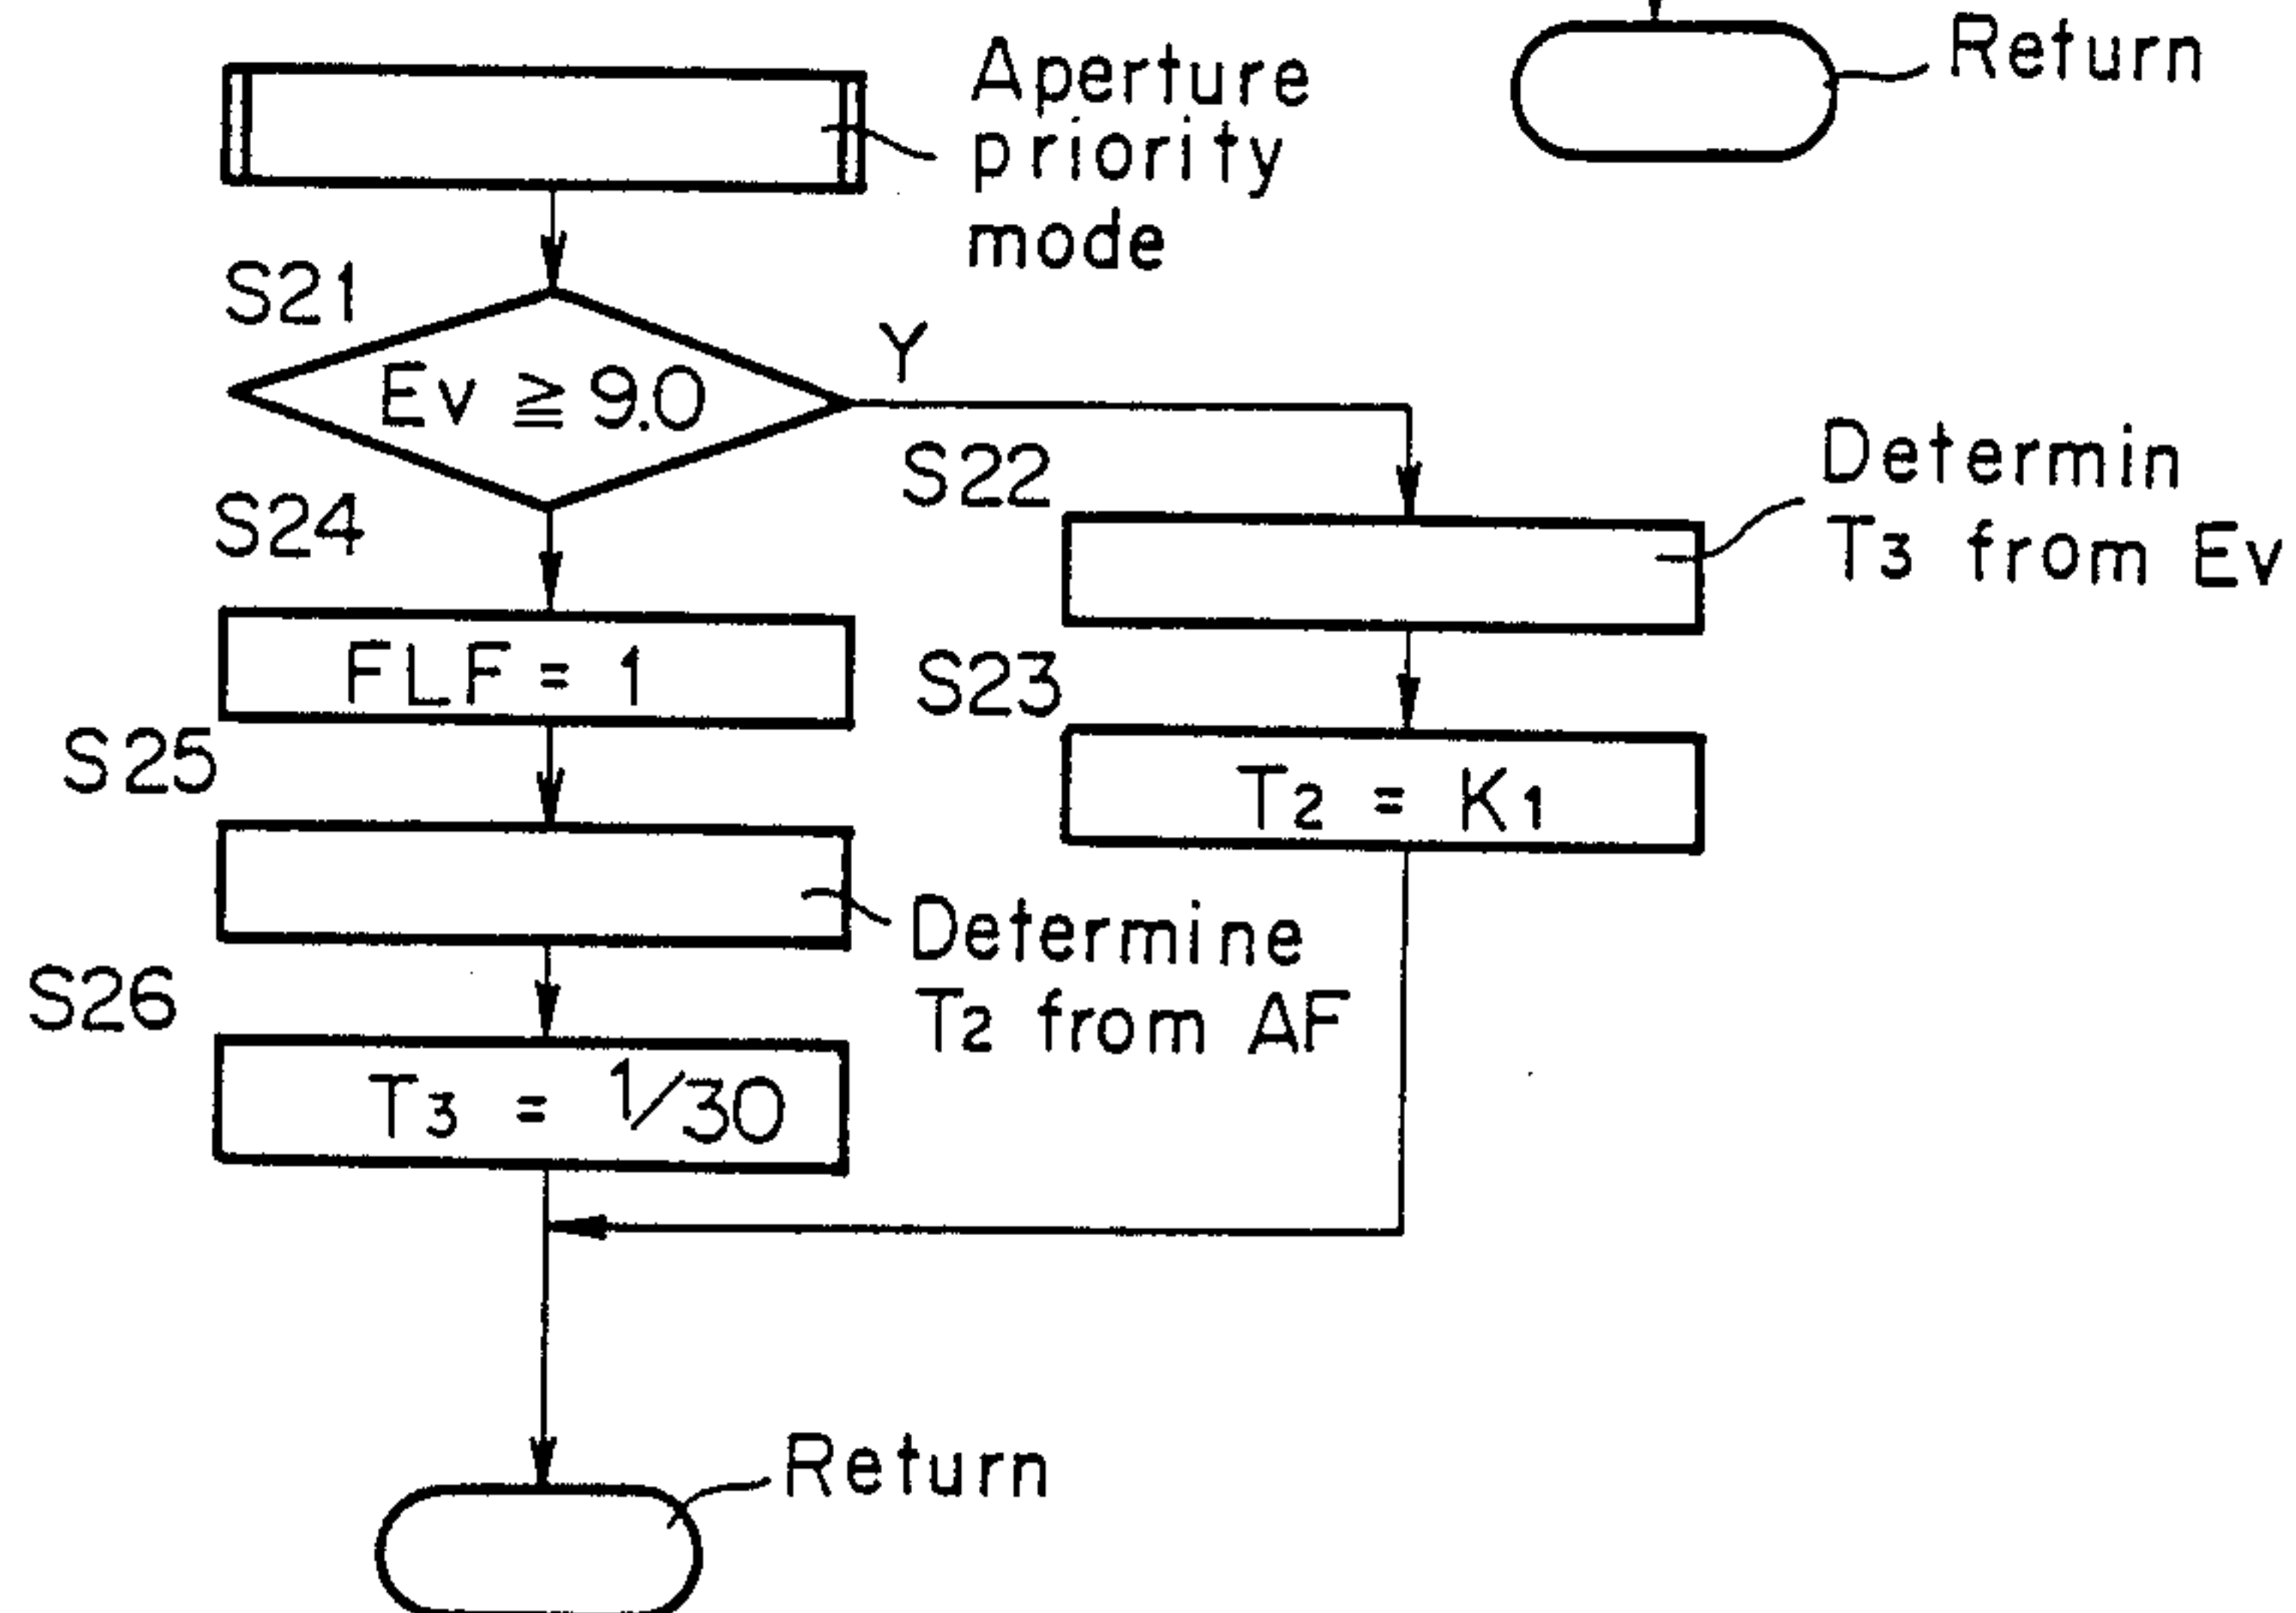 Return
Aperture
priority
mode
S21
Ev ≧ 9.0
Y
S22
Determin
T3 from Ev
S24
FLF = 1
S23
T2 = K1
S25
Determine
T2 from AF
S26
T3 = 1/30
Return